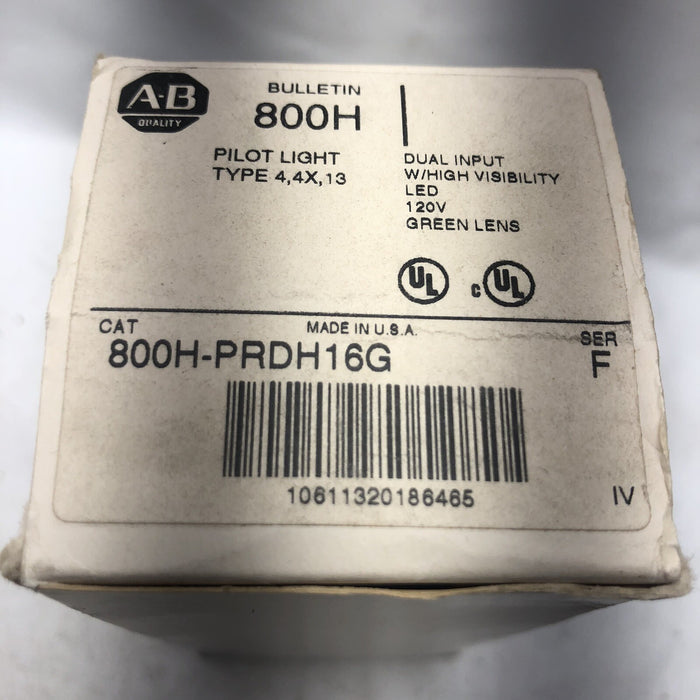 A-B
QUALITY
BULLETIN
800H
PILOT LIGHT
TYPE 4,4X,13
DUAL INPUT
W/HIGH VISIBILITY
LED
120V
GREEN LENS
UL
c UL
CAT
MADE IN U.S.A.
SER
800H-PRDH16G
F
10611320186465
IV